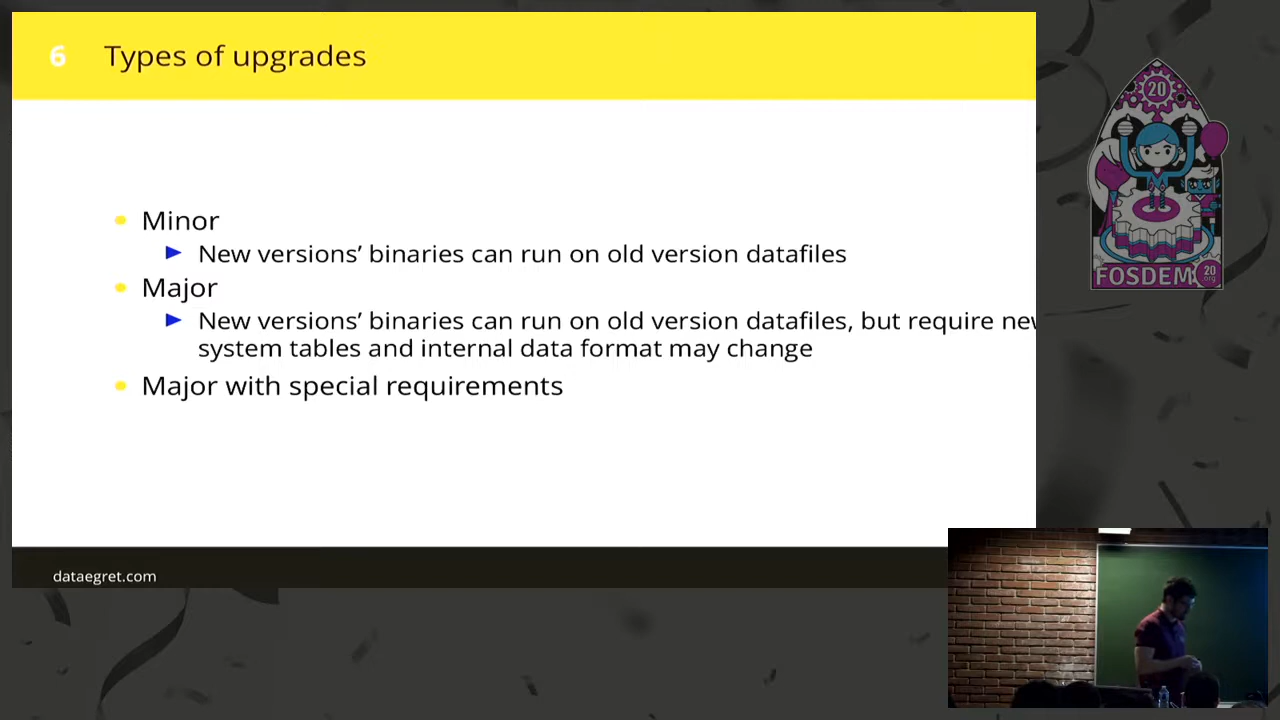 6 Types of upgrades
Minor
New versions’ binaries can run on old version datafiles
Major
New versions’ binaries can run on old version datafiles, but require new
system tables and internal data format may change
Major with special requirements
dataegret.com
20
FOSDEM
20
.org